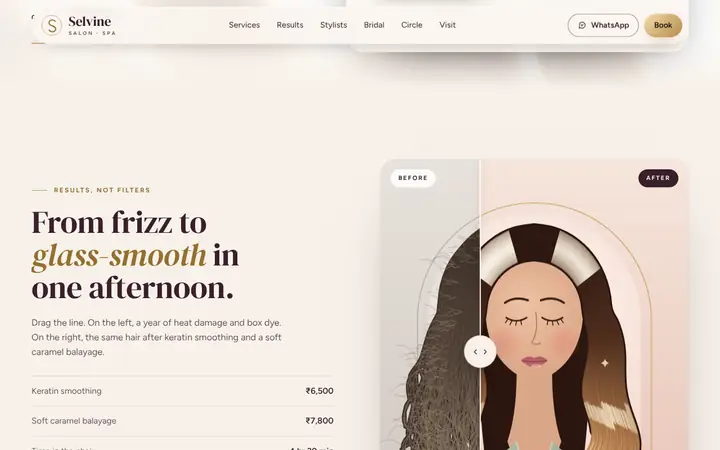 S Selvine
SALON · SPA
Services Results Stylists Bridal Circle Visit
WhatsApp
Book
RESULTS, NOT FILTERS
From frizz to
glass-smooth in
one afternoon.
Drag the line. On the left, a year of heat damage and box dye.
On the right, the same hair after keratin smoothing and a soft
caramel balayage.
Keratin smoothing ₹6,500
Soft caramel balayage ₹7,800
BEFORE
AFTER